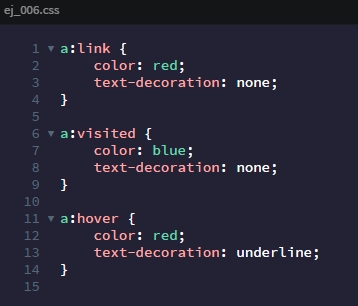 ej_006.css
1 ▼ a:link {
2     color: red;
3     text-decoration: none;
4 }
5
6 ▼ a:visited {
7     color: blue;
8     text-decoration: none;
9 }
10
11 ▼ a:hover {
12     color: red;
13     text-decoration: underline;
14 }
15